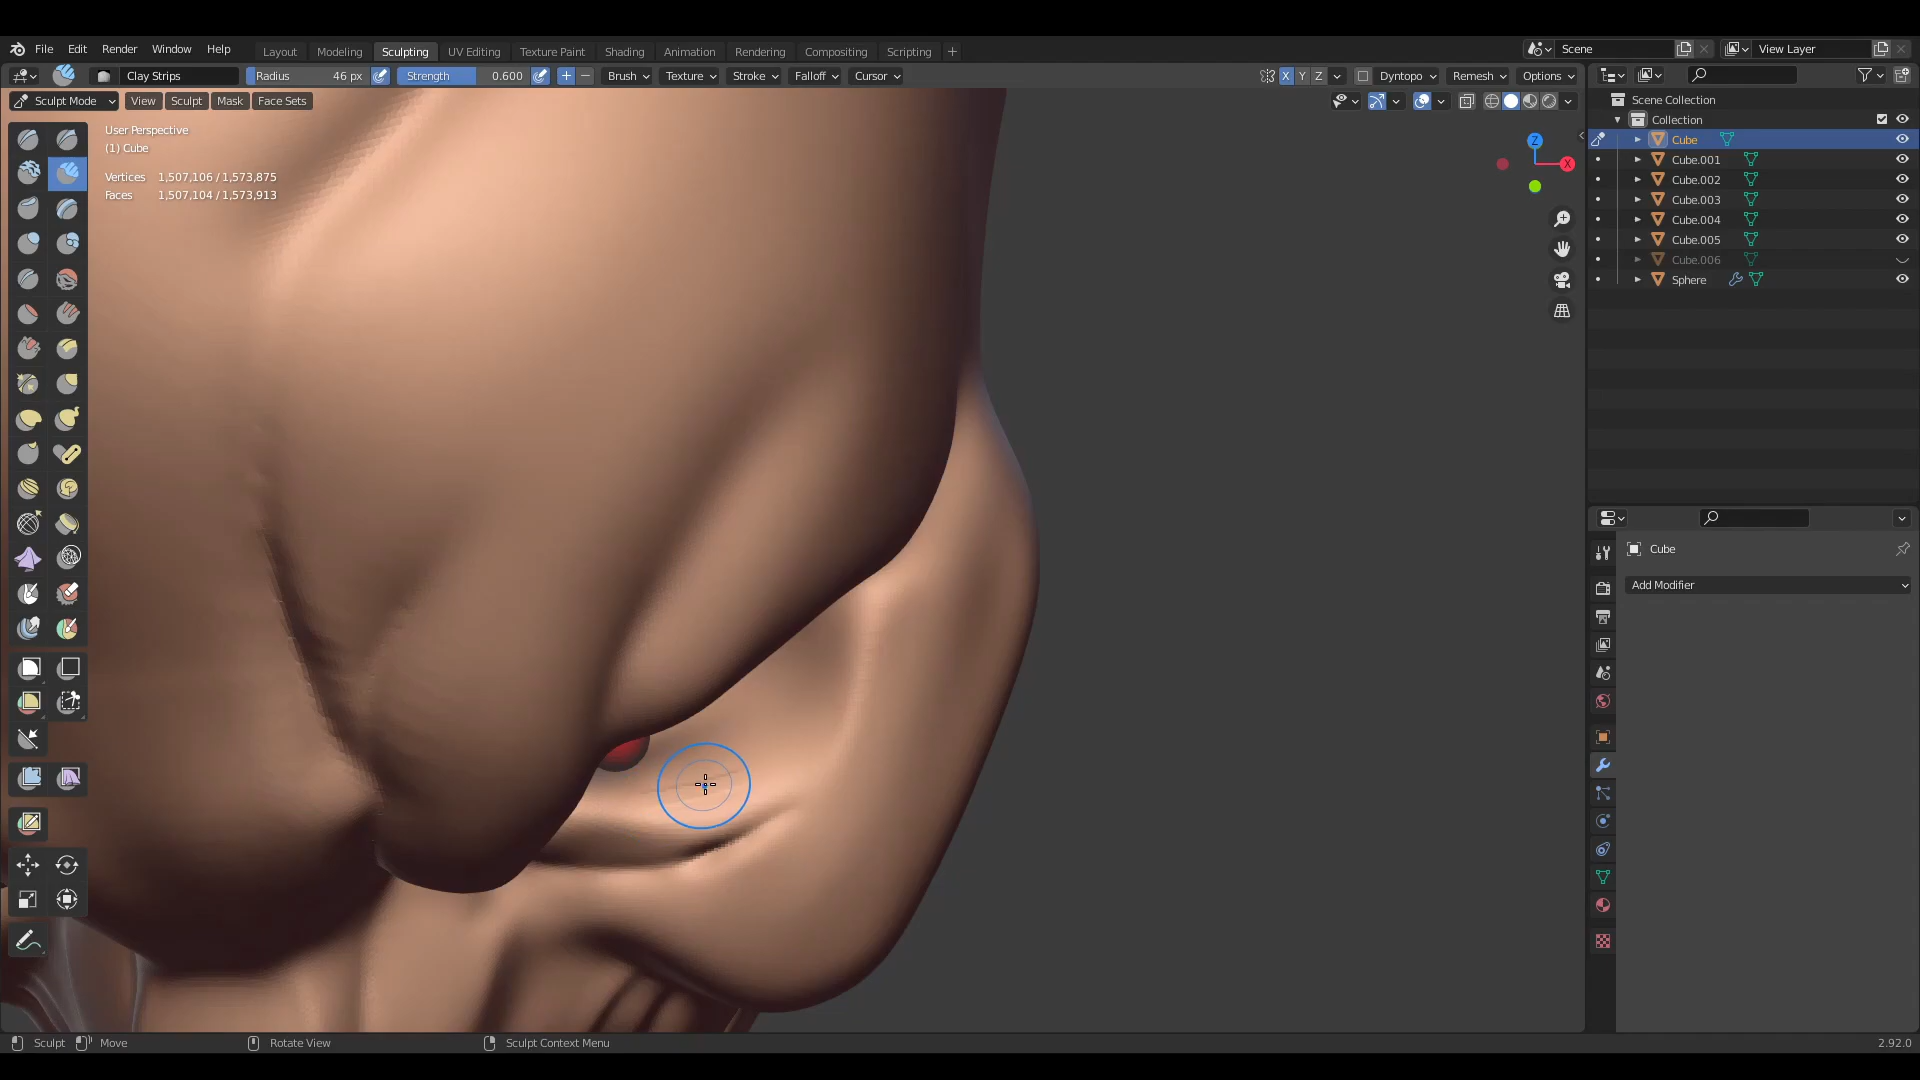 File Edit Render Window Help
Layout Modeling Sculpting UV Editing Texture Paint Shading Animation Rendering Compositing Scripting +
Scene
View Layer
Clay Strips
Radius 46 px
Strength 0.600
Brush Texture Stroke Falloff Cursor
X Y Z
Dyntopo Remesh Options
Sculpt Mode View Sculpt Mask Face Sets
User Perspective
(1) Cube
Vertices 1,507,106 / 1,573,875
Faces 1,507,104 / 1,573,913
Z
X
Scene Collection
Collection
Cube
Cube.001
Cube.002
Cube.003
Cube.004
Cube.005
Cube.006
Sphere
Cube
Add Modifier
Sculpt Move Rotate View Sculpt Context Menu 2.92.0